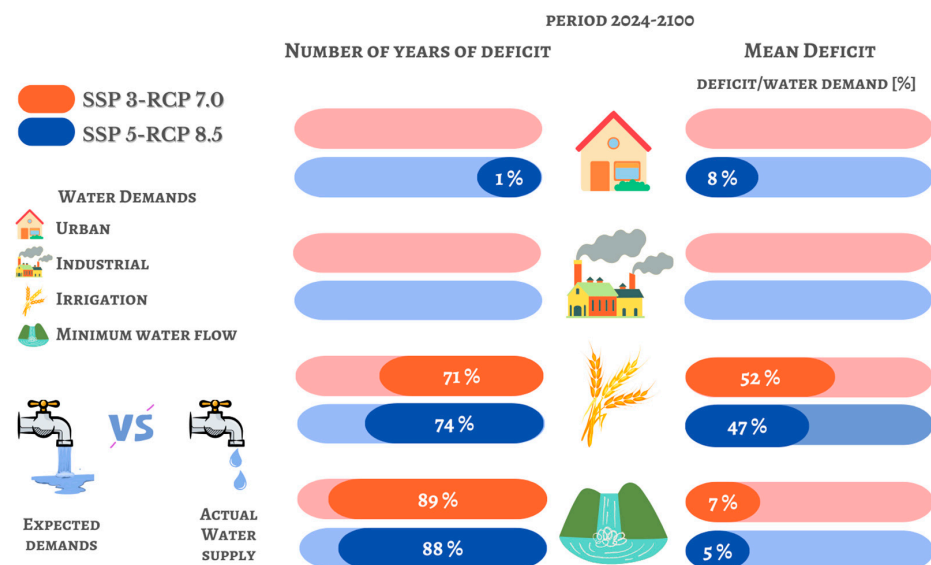 PERIOD 2024-2100
NUMBER OF YEARS OF DEFICIT
MEAN DEFICIT
DEFICIT/WATER DEMAND [%]
SSP 3-RCP 7.0
SSP 5-RCP 8.5
1 %
8 %
WATER DEMANDS
URBAN
INDUSTRIAL
IRRIGATION
MINIMUM WATER FLOW
71 %
52 %
74 %
47 %
VS
89 %
7 %
88 %
5 %
EXPECTED
DEMANDS
ACTUAL
WATER
SUPPLY